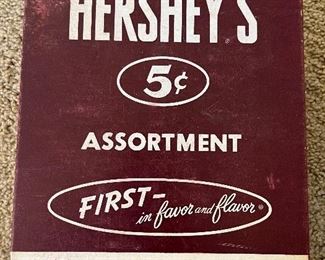 HERSHEY'S
5¢
ASSORTMENT
FIRST-
in favor and flavor®